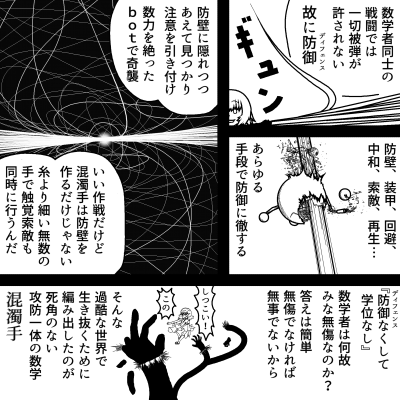 数学者同士の
戦闘では
一切被弾が
許されない
故に防御
ディフェンス
ギュン
防壁に隠れつつ
あえて見つかり
注意を引き付け
数力を絶った
botで奇襲
防壁、装甲、回避、
中和、索敵、再生…
あらゆる
手段で防御に徹する
いい作戦だけど
混濁手は防壁を
作るだけじゃない
糸より細い無数の
手で触覚索敵も
同時に行うんだ
『防御なくして
ディフェンス
学位なし』
数学者は何故
みな無傷なのか?
答えは簡単
無傷でなければ
無事でないから
しつこい!
この
そんな
過酷な世界で
生き抜くために
編み出したのが
死角のない
攻防一体の数学
混濁手